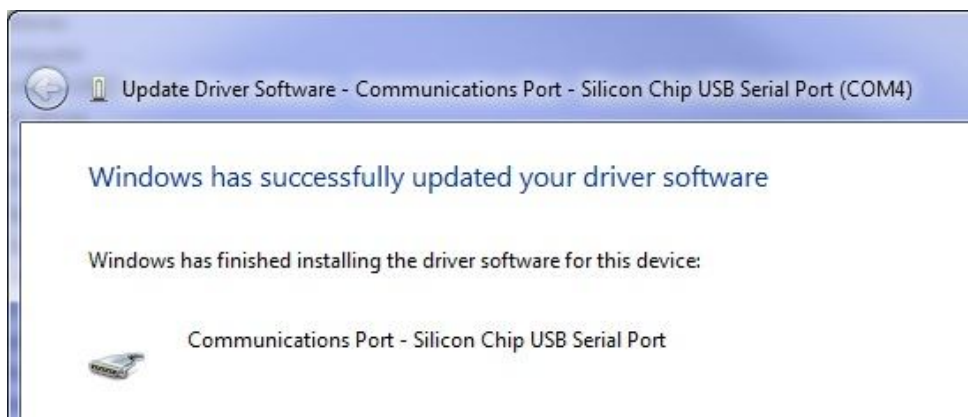 Update Driver Software - Communications Port - Silicon Chip USB Serial Port (COM4)
Windows has successfully updated your driver software
Windows has finished installing the driver software for this device:
Communications Port - Silicon Chip USB Serial Port